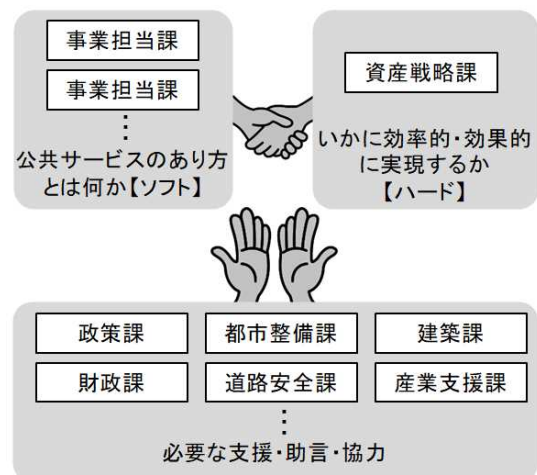 事業担当課
事業担当課
⋮
公共サービスのあり方
とは何か【ソフト】
資産戦略課
いかに効率的・効果的
に実現するか
【ハード】
政策課
都市整備課
建築課
財政課
道路安全課
産業支援課
⋮
必要な支援・助言・協力